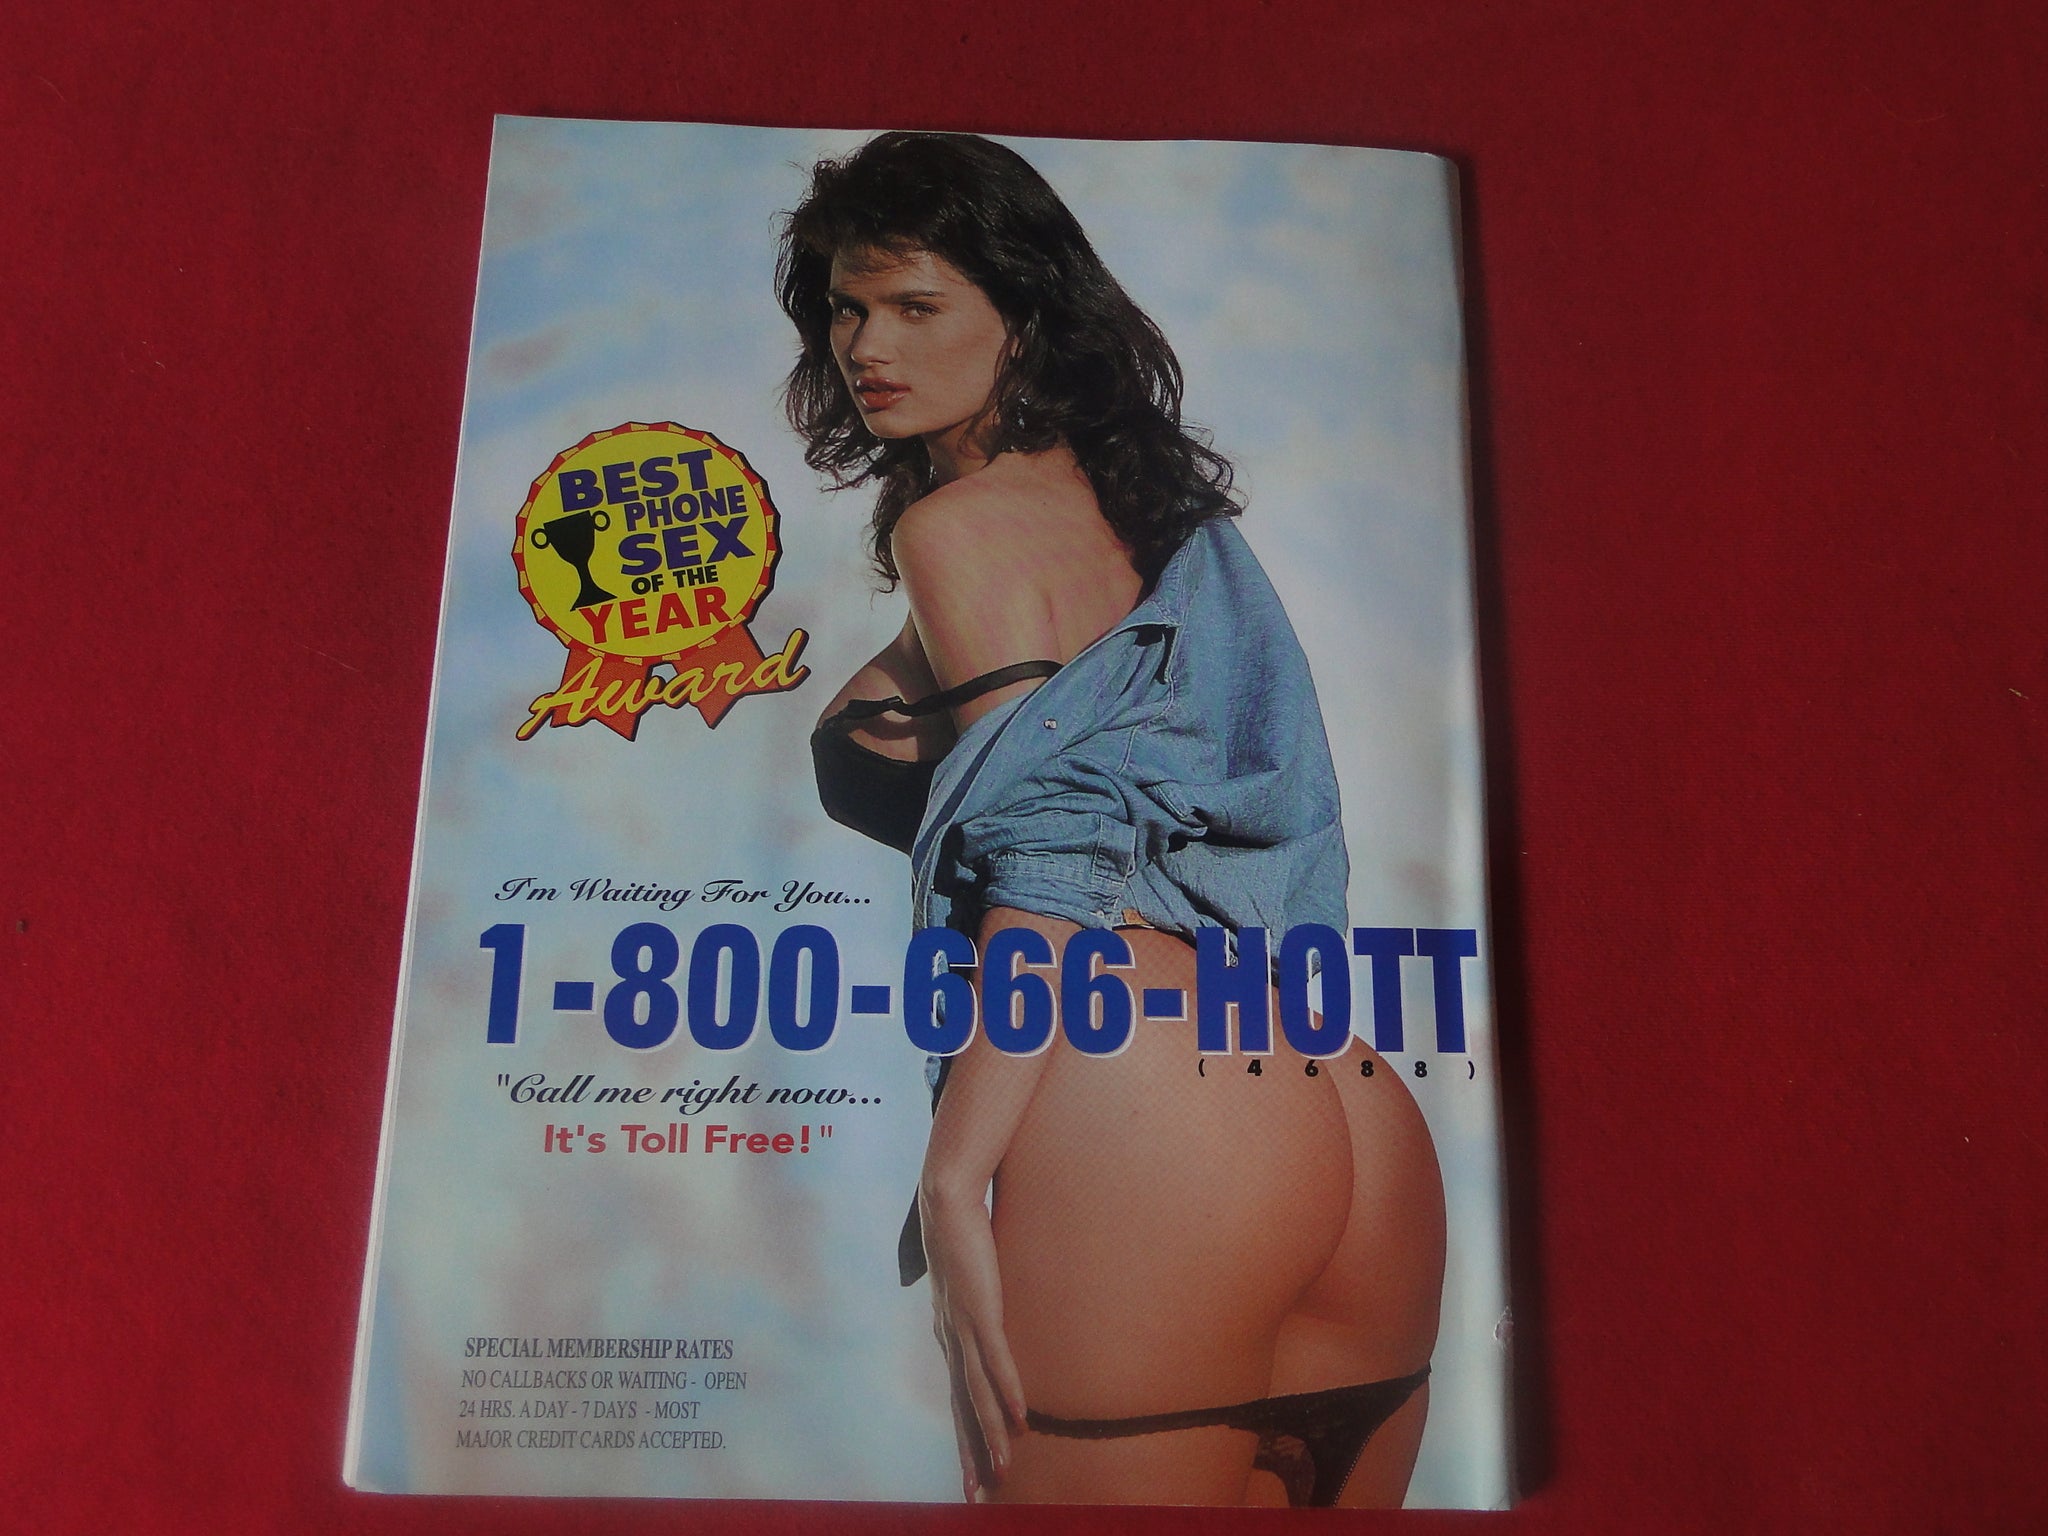 BEST
PHONE
SEX
OF THE
YEAR
Award
I'm Waiting For You...
1-800-666-HOTT
(4688)
"Call me right now...
It's Toll Free!"
SPECIAL MEMBERSHIP RATES
NO CALLBACKS OR WAITING - OPEN
24 HRS. A DAY - 7 DAYS - MOST
MAJOR CREDIT CARDS ACCEPTED.